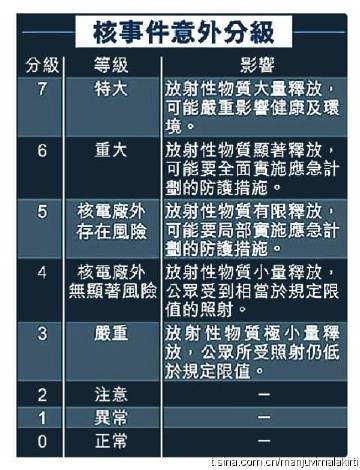 核事件意外分級
分級 等級 影響
7 特大 放射性物質大量釋放，
可能嚴重影響健康及環
境。
6 重大 放射性物質顯著釋放，
可能要全面實施應急計
劃的防護措施。
5 核電廠外 放射性物質有限釋放，
存在風險 可能要局部實施應急計
劃的防護措施。
4 核電廠外 放射性物質小量釋放，
無顯著風險 公眾受到相當於規定限
值的照射。
3 嚴重 放射性物質極小量釋
放，公眾所受照射仍低
於規定限值。
2 注意 －
1 異常 －
0 正常 －
t.sina.com.cn/manjuvimalakirti